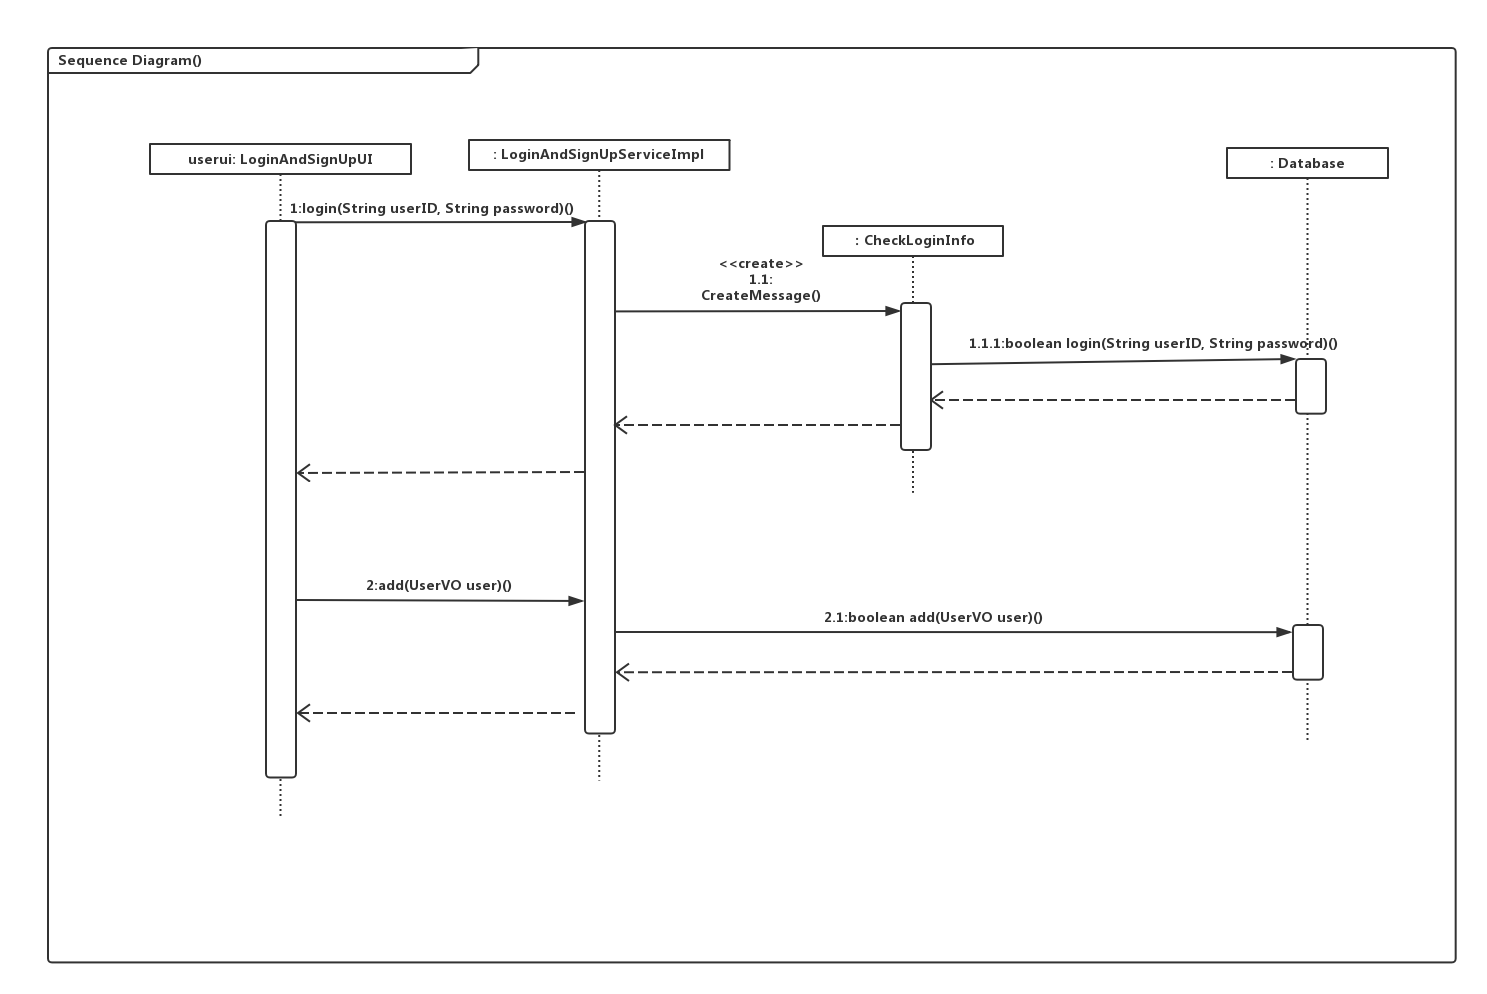 Sequence Diagram()
userui: LoginAndSignUpUI
: LoginAndSignUpServiceImpl
: Database
1:login(String userID, String password)()
: CheckLoginInfo
<<create>>
1.1:
CreateMessage()
1.1.1:boolean login(String userID, String password)()
2:add(UserVO user)()
2.1:boolean add(UserVO user)()